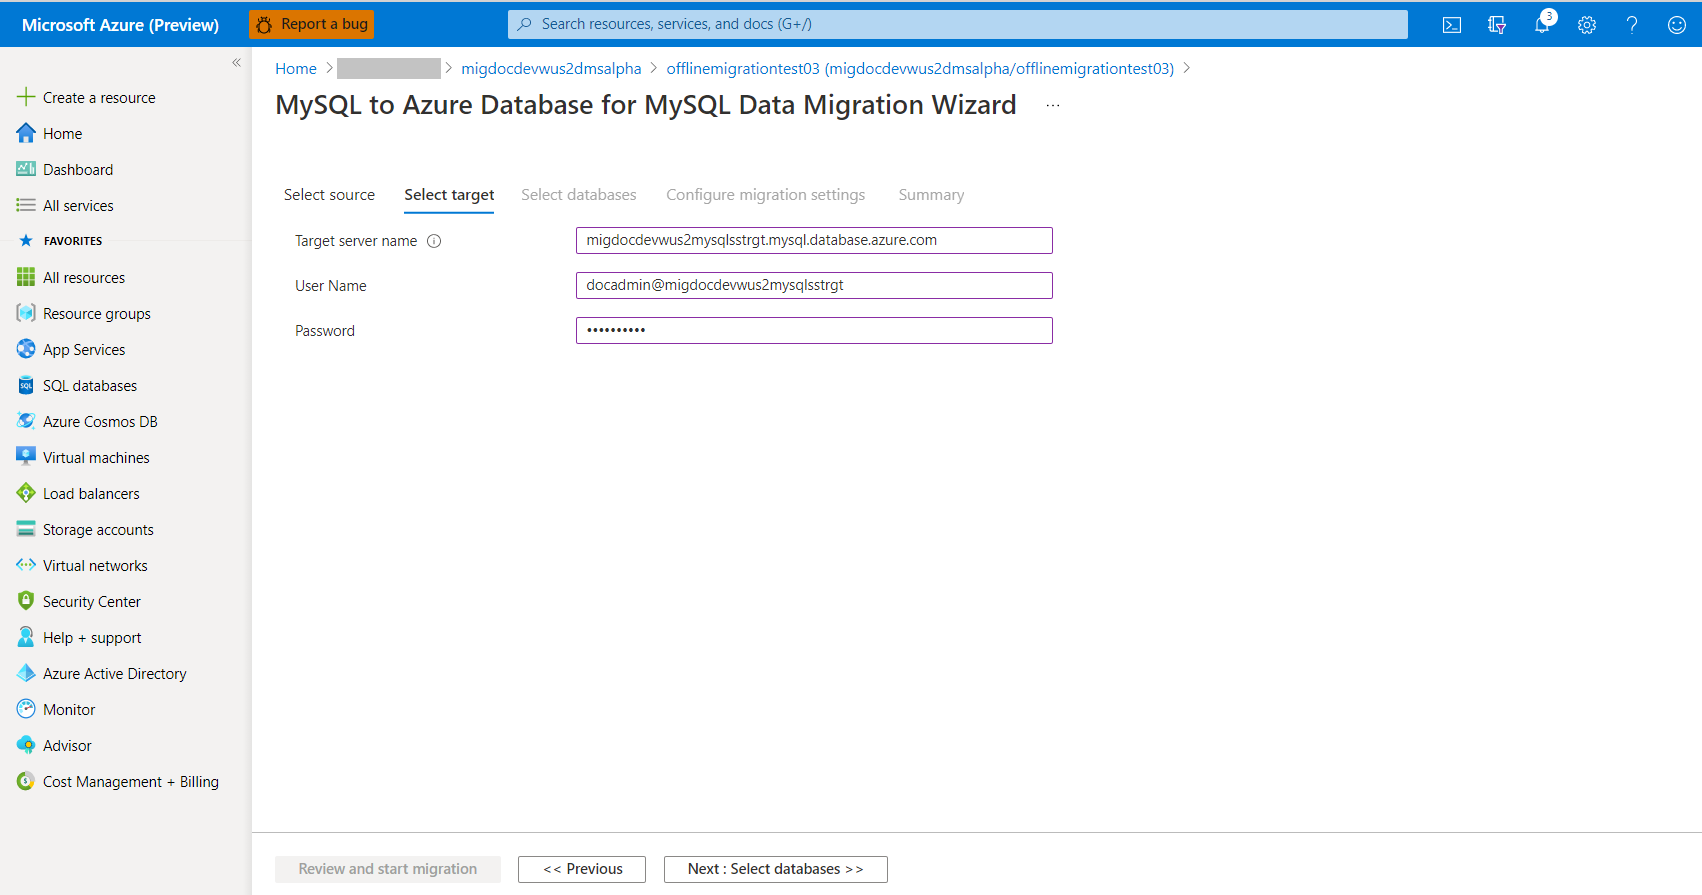 Microsoft Azure (Preview)
Report a bug
Search resources, services, and docs (G+/)
3
Home > > migdocdevwus2dmsalpha > offlinemigrationtest03 (migdocdevwus2dmsalpha/offlinemigrationtest03) >
MySQL to Azure Database for MySQL Data Migration Wizard ...
Create a resource
Home
Dashboard
All services
FAVORITES
All resources
Resource groups
App Services
SQL
SQL databases
Azure Cosmos DB
Virtual machines
Load balancers
Storage accounts
Virtual networks
Security Center
Help + support
Azure Active Directory
Monitor
Advisor
Cost Management + Billing
Select source Select target Select databases Configure migration settings Summary
Target server name
migdocdevwus2mysqlsstrgt.mysql.database.azure.com
User Name
docadmin@migdocdevwus2mysqlsstrgt
Password
••••••••••
Review and start migration
<< Previous
Next : Select databases >>